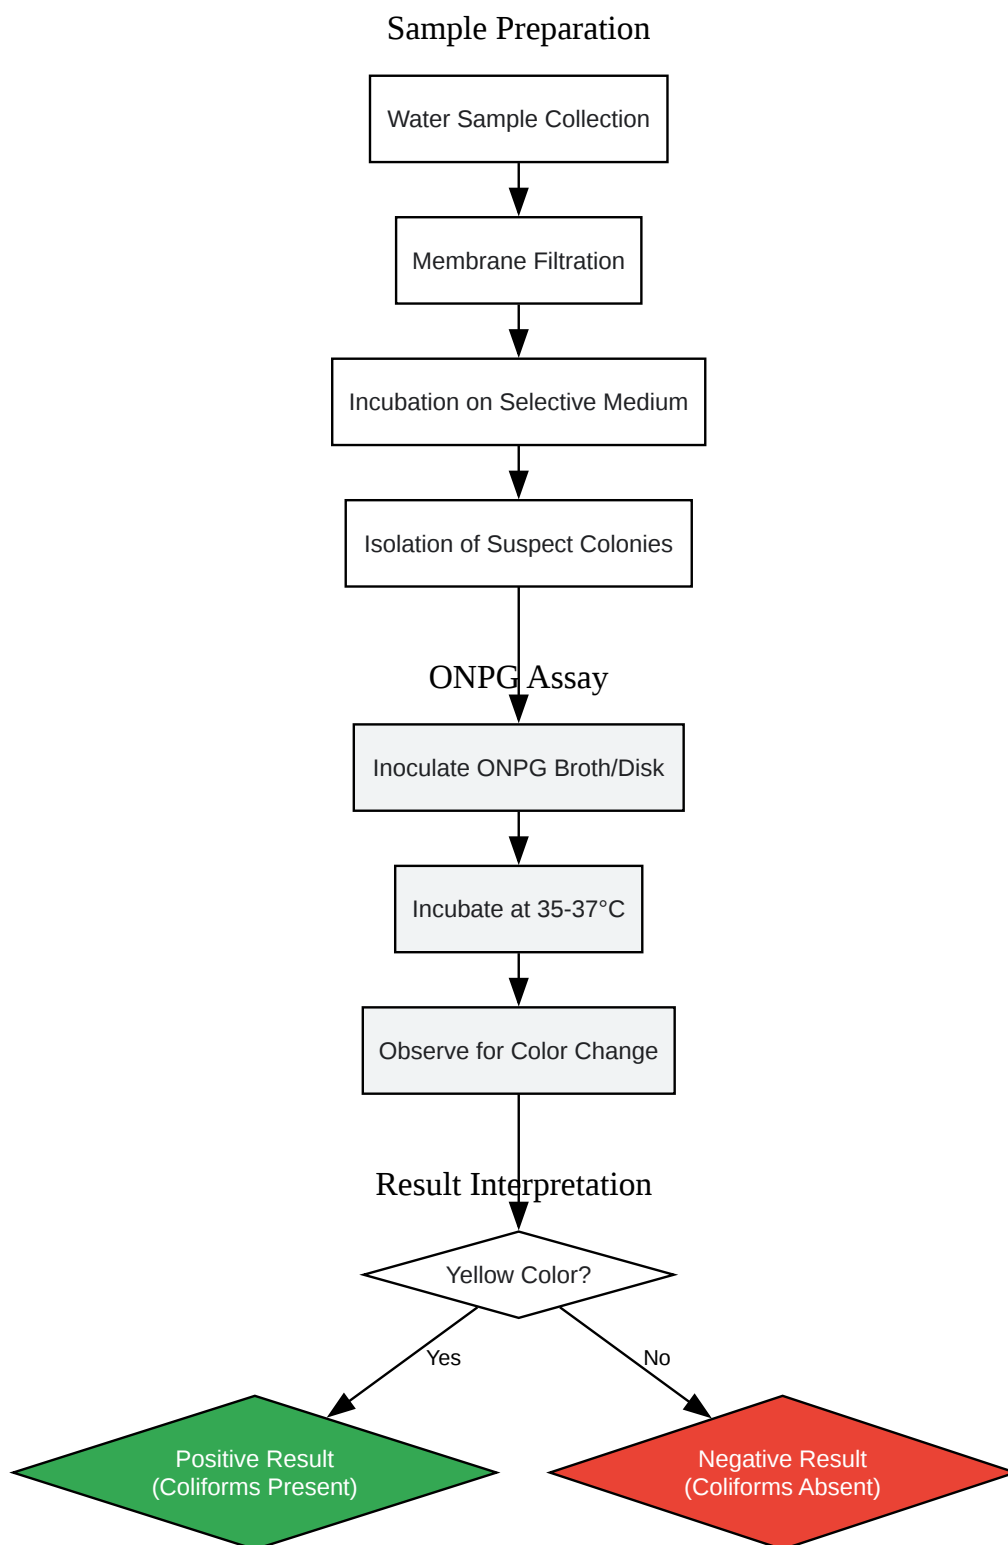 Sample Preparation
Water Sample Collection
Membrane Filtration
Incubation on Selective Medium
Isolation of Suspect Colonies
ONPG Assay
Inoculate ONPG Broth/Disk
Incubate at 35-37°C
Observe for Color Change
Result Interpretation
Yellow Color?
Yes
No
Positive Result
(Coliforms Present)
Negative Result
(Coliforms Absent)